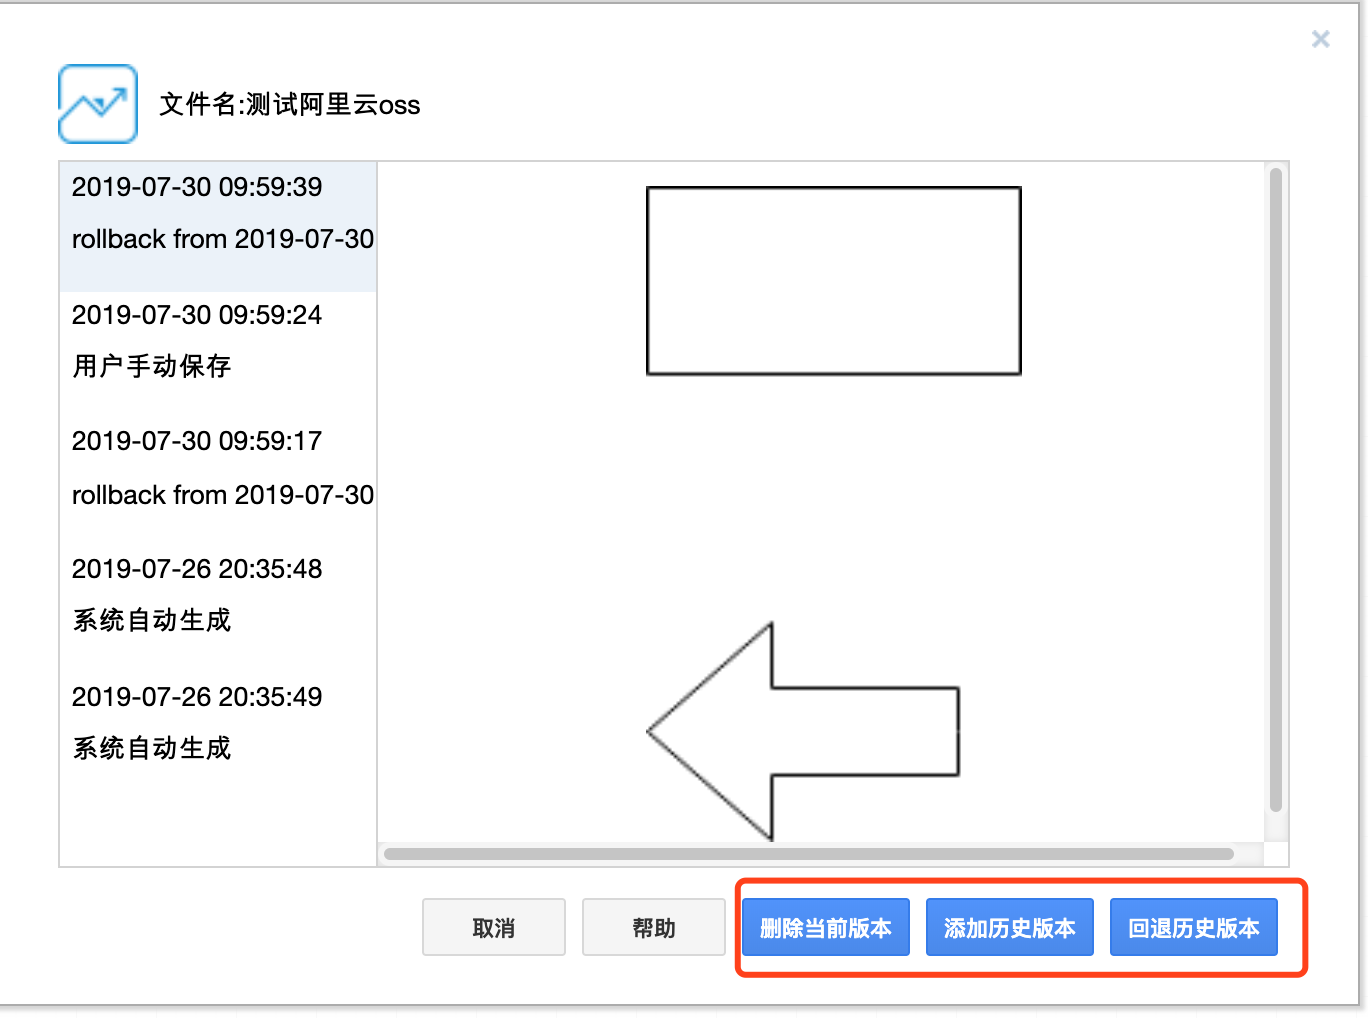 文件名:测试阿里云oss
2019-07-30 09:59:39
rollback from 2019-07-30
2019-07-30 09:59:24
用户手动保存
2019-07-30 09:59:17
rollback from 2019-07-30
2019-07-26 20:35:48
系统自动生成
2019-07-26 20:35:49
系统自动生成
取消 帮助 删除当前版本 添加历史版本 回退历史版本